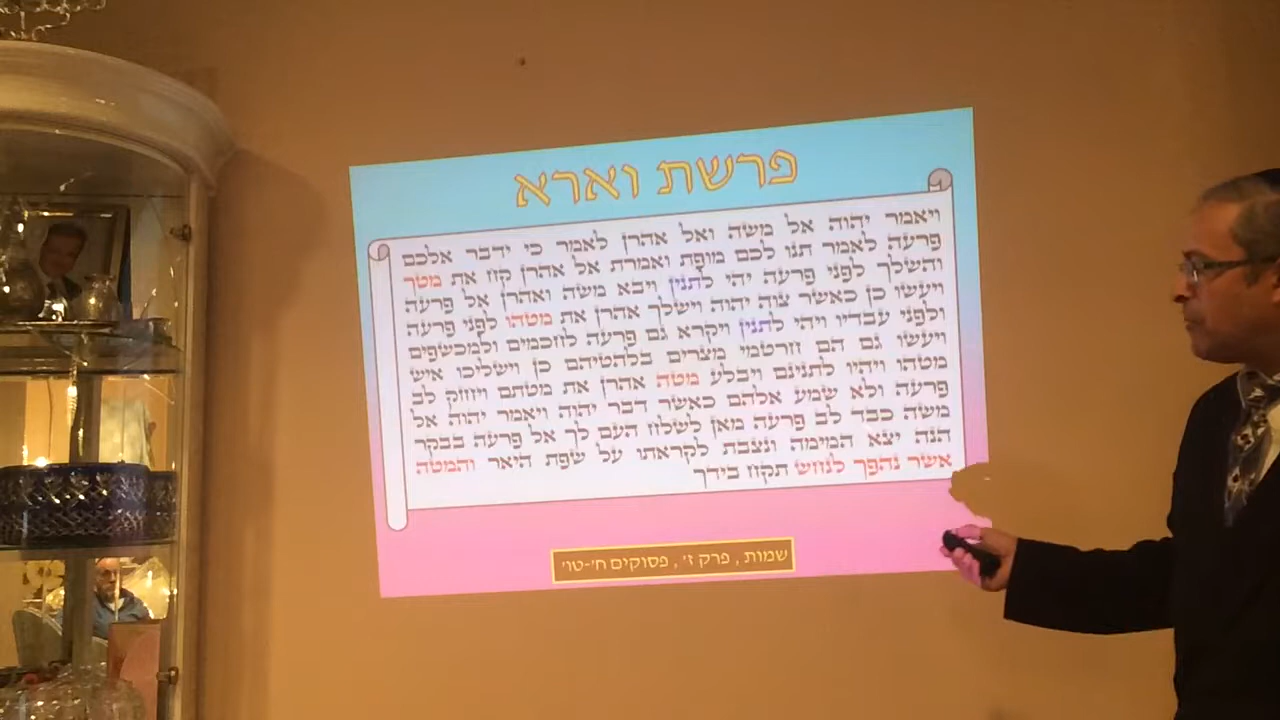 פרשת וארא
ויאמר יהוה אל משה ואל אהרן לאמר כי ידבר אלכם
פרעה לאמר תנו לכם מופת ואמרת אל אהרן קח את מטך
והשלך לפני פרעה יהי לתנין ויבא משה ואהרן אל פרעה
ויעשו כן כאשר צוה יהוה וישלך אהרן את מטהו לפני פרעה
ולפני עבדיו ויהי לתנין ויקרא גם פרעה לחכמים ולמכשפים
ויעשו גם הם חרטמי מצרים בלהטיהם כן וישליכו איש
מטהו ויהיו לתנינם ויבלע מטה אהרן את מטתם ויחזק לב
פרעה ולא שמע אלהם כאשר דבר יהוה ויאמר יהוה אל
משה כבד לב פרעה מאן לשלח העם לך אל פרעה בבקר
הנה יצא המימה ונצבת לקראתו על שפת היאר והמטה
אשר נהפך לנחש תקח בידך
שמות , פרק ז׳ , פסוקים ח׳-טו׳